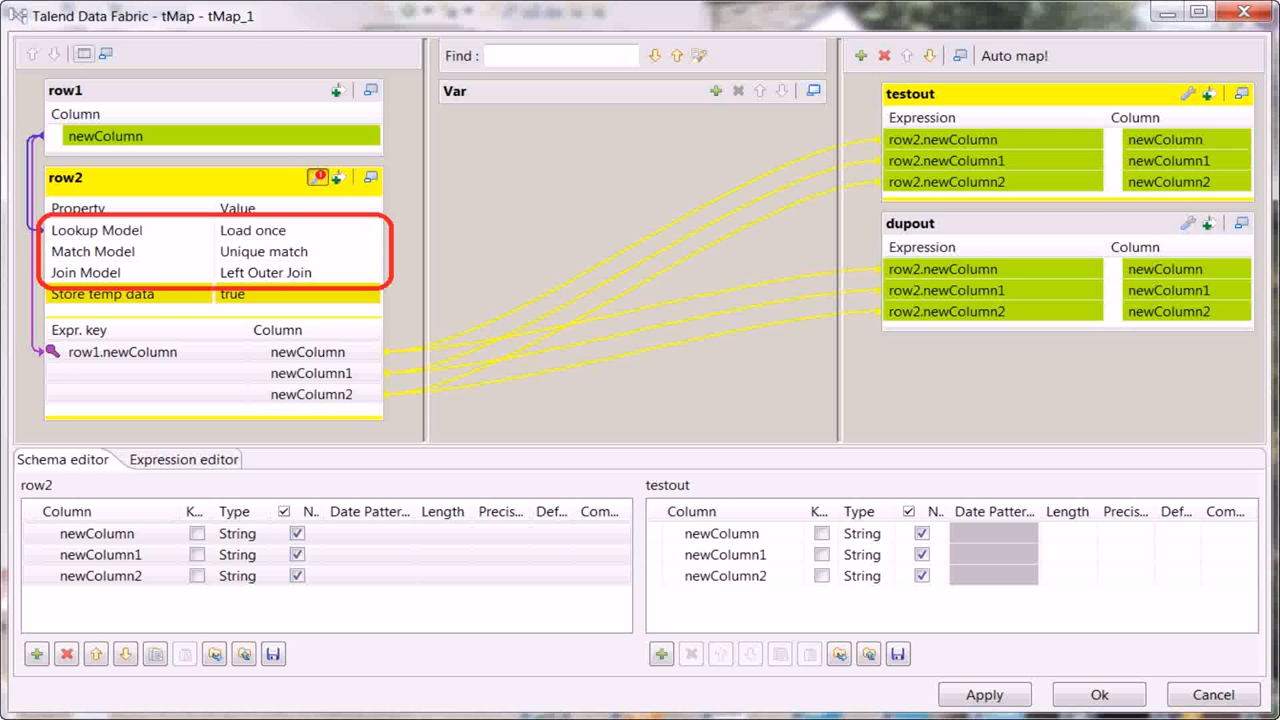 Talend Data Fabric - tMap - tMap_1
Find :
Auto map!
row1
Column
newColumn
row2
Property Value
Lookup Model Load once
Match Model Unique match
Join Model Left Outer Join
Store temp data true
Expr. key Column
row1.newColumn newColumn
newColumn1
newColumn2
Var
testout
Expression Column
row2.newColumn newColumn
row2.newColumn1 newColumn1
row2.newColumn2 newColumn2
dupout
Expression Column
row2.newColumn newColumn
row2.newColumn1 newColumn1
row2.newColumn2 newColumn2
Schema editor Expression editor
row2
Column K... Type N.. Date Patter... Length Precis... Def... Com...
newColumn String
newColumn1 String
newColumn2 String
testout
Column K... Type N.. Date Patter... Length Precis... Def... Com...
newColumn String
newColumn1 String
newColumn2 String
Apply Ok Cancel